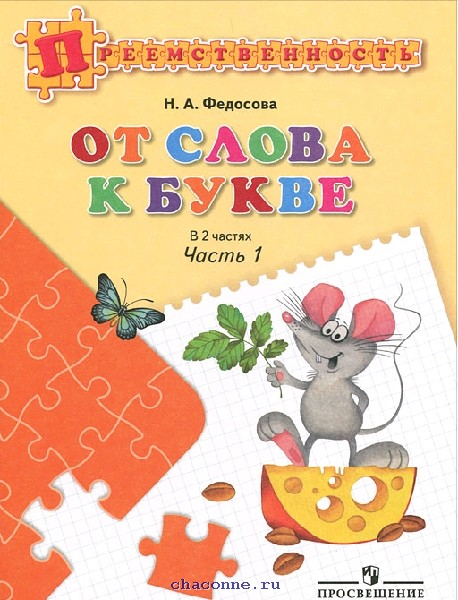 ПРЕЕМСТВЕННОСТЬ
Н. А. Федосова
ОТ СЛОВА
К БУКВЕ
В 2 частях
Часть 1
chaconne.ru
ПРОСВЕЩЕНИЕ